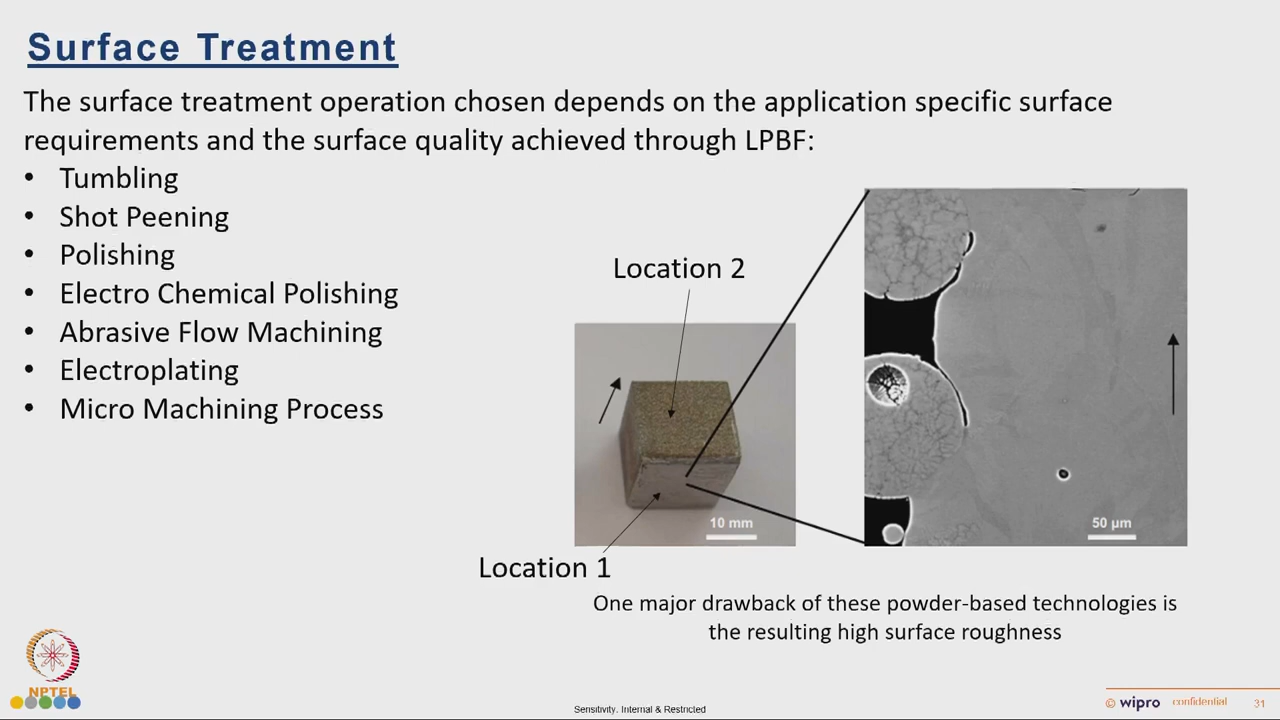 Surface Treatment
The surface treatment operation chosen depends on the application specific surface
requirements and the surface quality achieved through LPBF:
• Tumbling
• Shot Peening
• Polishing
• Electro Chemical Polishing
• Abrasive Flow Machining
• Electroplating
• Micro Machining Process
Location 2
10 mm
50 µm
Location 1
One major drawback of these powder-based technologies is
the resulting high surface roughness
NPTEL
Sensitivity: Internal & Restricted
© wipro confidential 31